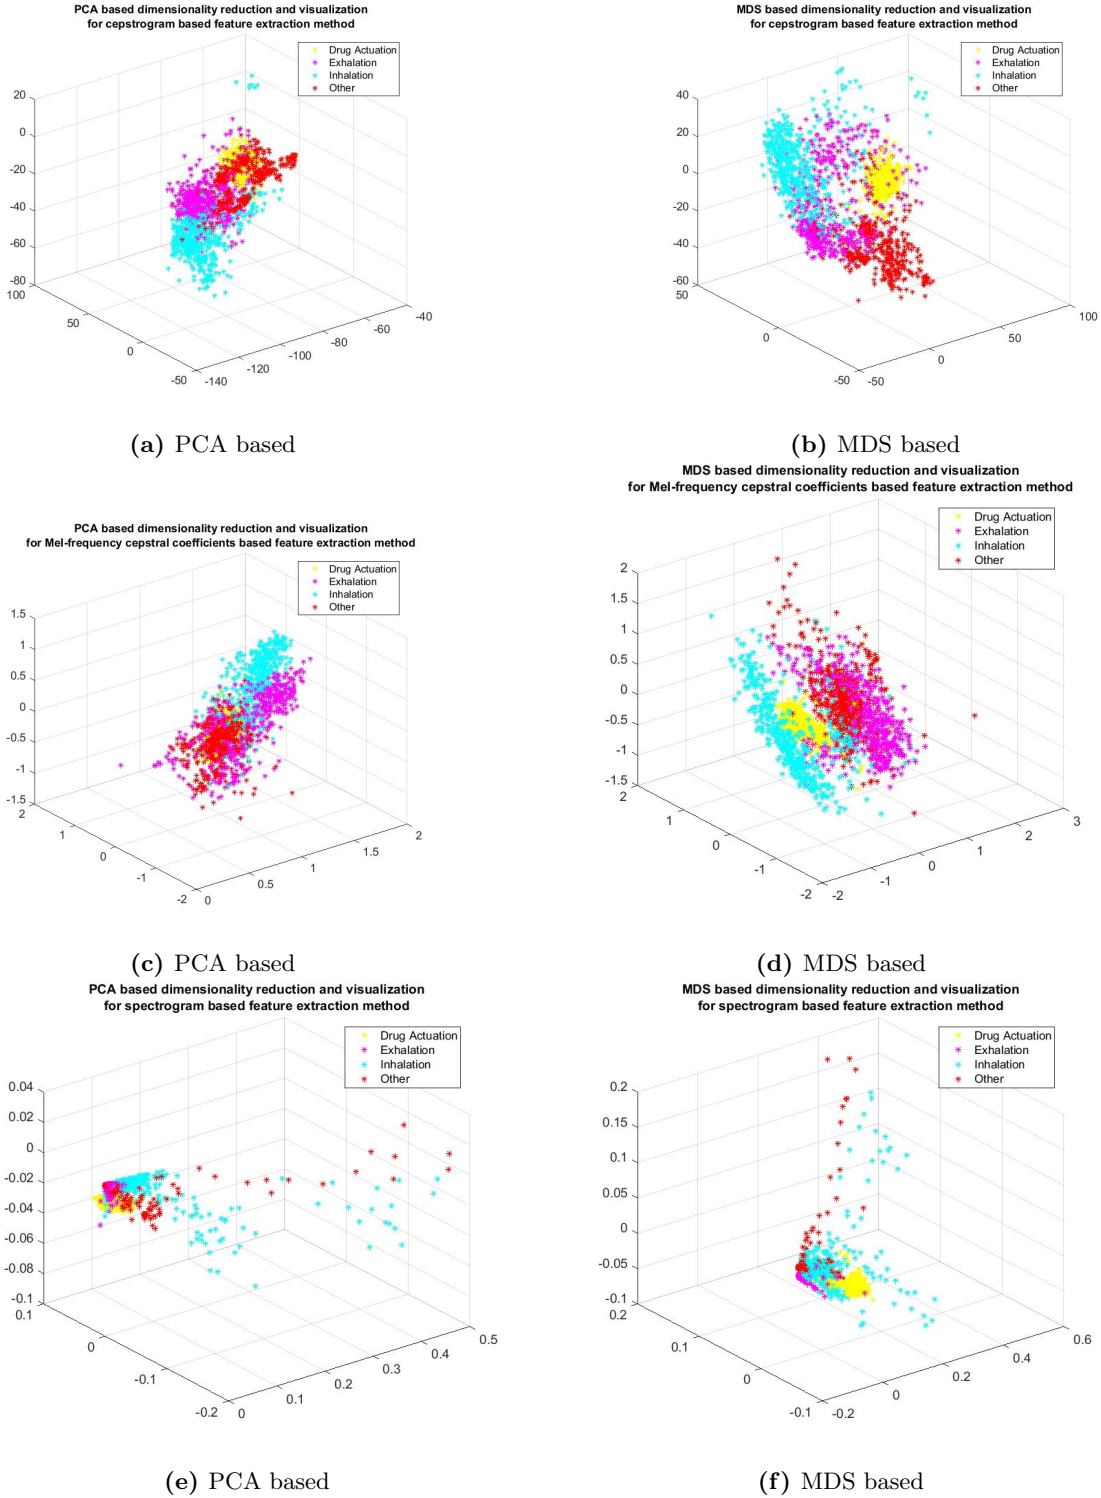 PCA based dimensionality reduction and visualization
for cepstrogram based feature extraction method
Drug Actuation
Exhalation
Inhalation
Other
20
0
-20
-40
-60
-80
100
50
0
-50
-140
-120
-100
-80
-60
-40
(a) PCA based
MDS based dimensionality reduction and visualization
for cepstrogram based feature extraction method
Drug Actuation
Exhalation
Inhalation
Other
40
20
0
-20
-40
-60
50
0
-50
-50
0
50
100
(b) MDS based
PCA based dimensionality reduction and visualization
for Mel-frequency cepstral coefficients based feature extraction method
Drug Actuation
Exhalation
Inhalation
Other
1.5
1
0.5
0
-0.5
-1
-1.5
2
1
0
-1
-2
0
0.5
1
1.5
2
(c) PCA based
MDS based dimensionality reduction and visualization
for Mel-frequency cepstral coefficients based feature extraction method
Drug Actuation
Exhalation
Inhalation
Other
2
1.5
1
0.5
0
-0.5
-1
-1.5
2
1
0
-1
-2
-2
-1
0
1
2
3
(d) MDS based
PCA based dimensionality reduction and visualization
for spectrogram based feature extraction method
Drug Actuation
Exhalation
Inhalation
Other
0.04
0.02
0
-0.02
-0.04
-0.06
-0.08
-0.1
0.1
0
-0.1
-0.2
0
0.1
0.2
0.3
0.4
0.5
(e) PCA based
MDS based dimensionality reduction and visualization
for spectrogram based feature extraction method
Drug Actuation
Exhalation
Inhalation
Other
0.2
0.15
0.1
0.05
0
-0.05
-0.1
0.2
0.1
0
-0.1
-0.2
0
0.2
0.4
0.6
(f) MDS based